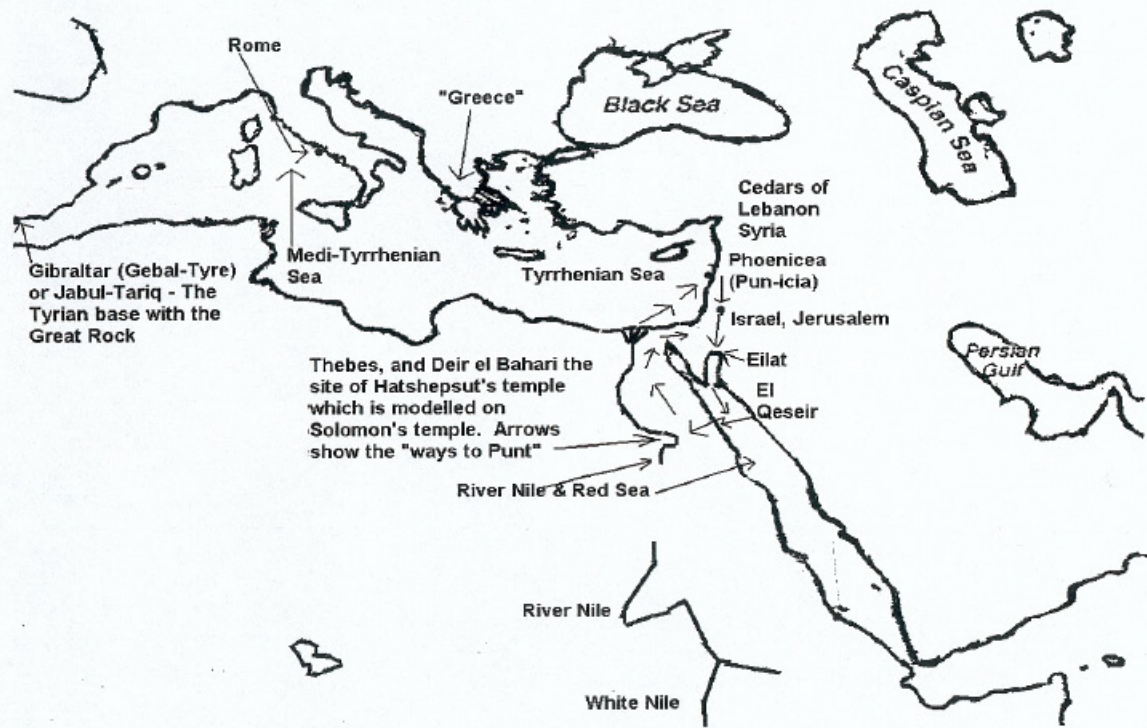 Rome
"Greece"
Black Sea
Caspian Sea
Cedars of
Lebanon
Syria
Gibraltar (Gebal-Tyre)
or Jabul-Tariq - The
Tyrian base with the
Great Rock
Medi-Tyrrhenian
Sea
Tyrrhenian Sea
Phoenicea
(Pun-icia)
Israel, Jerusalem
Eilat
El
Qeseir
Persian
Gulf
Thebes, and Deir el Bahari the
site of Hatshepsut's temple
which is modelled on
Solomon's temple. Arrows
show the "ways to Punt"
River Nile & Red Sea
River Nile
White Nile